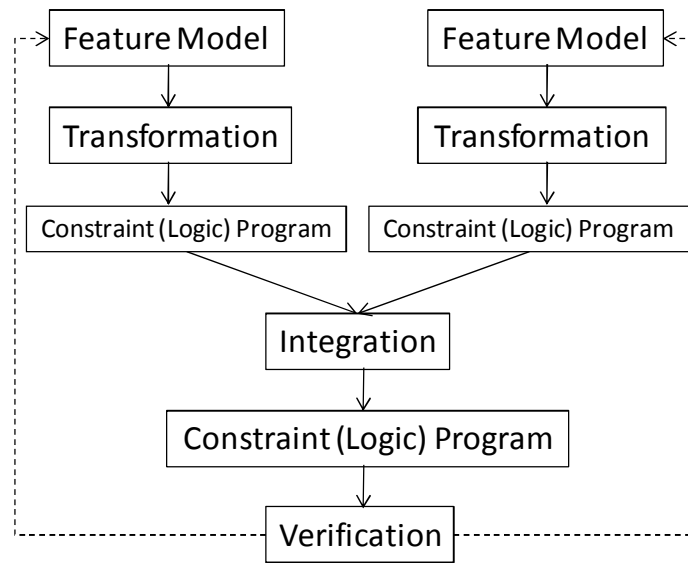 Feature Model
Feature Model
Transformation
Transformation
Constraint (Logic) Program
Constraint (Logic) Program
Integration
Constraint (Logic) Program
Verification